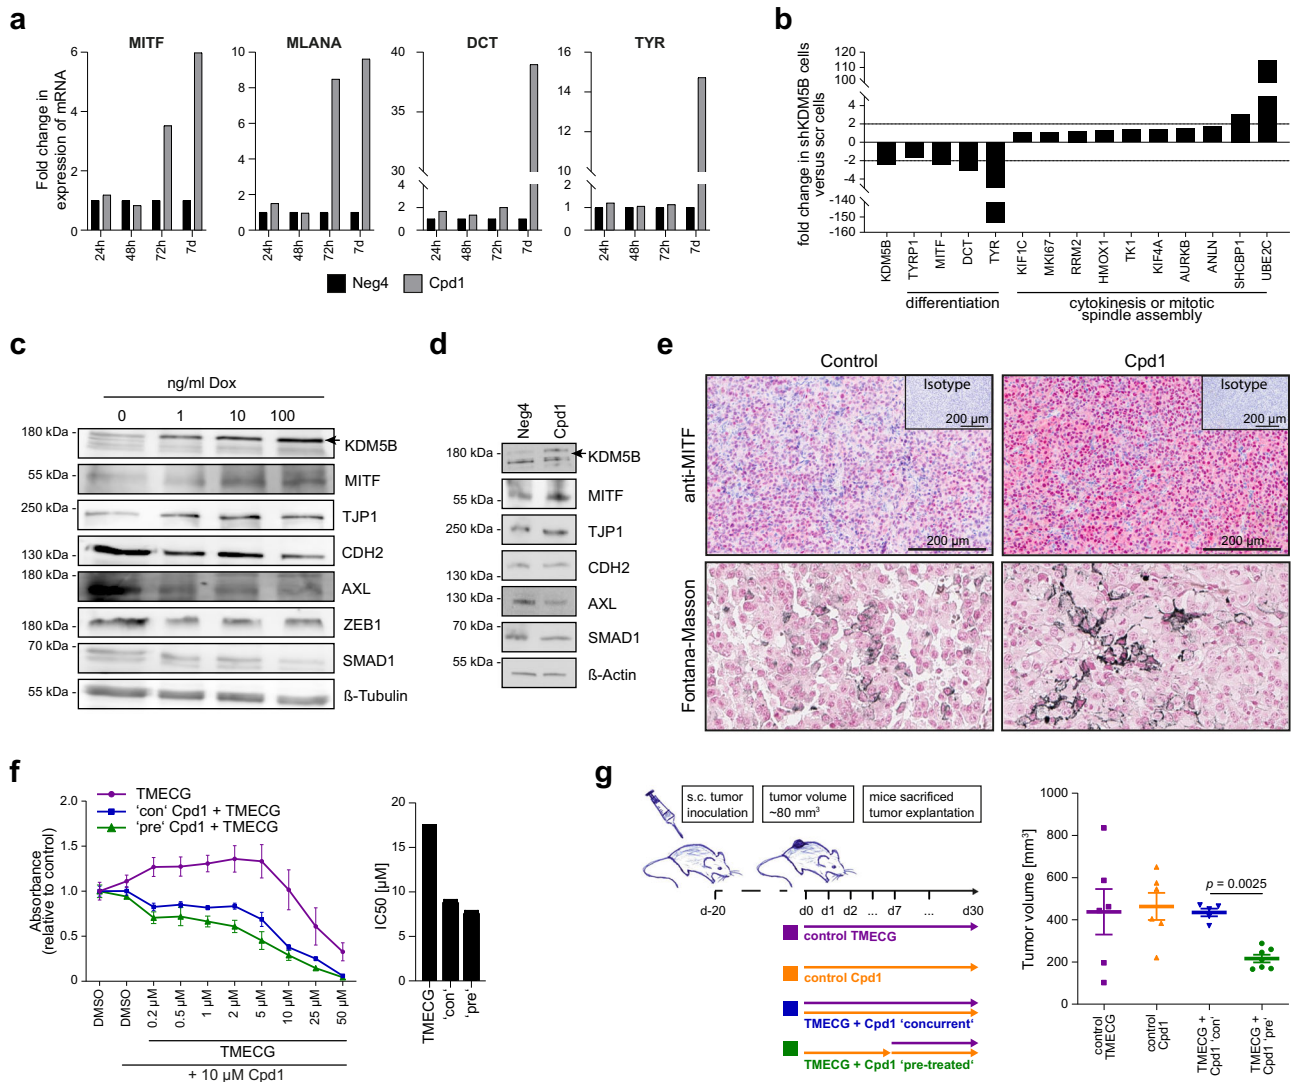 a
MITF
MLANA
DCT
TYR
Fold change in
expression of mRNA
6
4
2
0
24h
48h
72h
7d
10
8
6
4
2
0
24h
48h
72h
7d
40
35
30
4
2
0
24h
48h
72h
7d
16
14
12
10
2
1
0
24h
48h
72h
7d
Neg4
Cpd1
b
fold change in shKDM5B cells
versus scr cells
120
110
100
4
2
0
-2
-4
-140
-150
-160
KDM5B
TYRP1
MITF
DCT
TYR
KIF1C
MKI67
RRM2
HMOX1
TK1
KIF4A
AURKB
ANLN
SHCBP1
UBE2C
differentiation
cytokinesis or mitotic
spindle assembly
c
ng/ml Dox
0 1 10 100
180 kDa
KDM5B
55 kDa
MITF
250 kDa
TJP1
130 kDa
CDH2
180 kDa
AXL
180 kDa
ZEB1
70 kDa
SMAD1
55 kDa
ß-Tubulin
d
Neg4
Cpd1
180 kDa
KDM5B
55 kDa
MITF
250 kDa
TJP1
130 kDa
CDH2
130 kDa
AXL
70 kDa
SMAD1
55 kDa
ß-Actin
e
Control
Cpd1
anti-MITF
Isotype
200 µm
200 µm
Isotype
200 µm
200 µm
Fontana-Masson
f
TMECG
'con' Cpd1 + TMECG
'pre' Cpd1 + TMECG
Absorbance
(relative to control)
2.0
1.5
1.0
0.5
0
DMSO
DMSO
0.2 µM
0.5 µM
1 µM
2 µM
5 µM
10 µM
25 µM
50 µM
TMECG
+ 10 µM Cpd1
IC50 [µM]
20
15
10
5
0
TMECG
'con'
'pre'
g
s.c. tumor
inoculation
tumor volume
~80 mm³
mice sacrificed
tumor explantation
d-20
d0 d1 d2 ... d7 ... d30
control TMECG
control Cpd1
TMECG + Cpd1 'concurrent'
TMECG + Cpd1 'pre-treated'
Tumor volume [mm³]
1000
800
600
400
200
0
p = 0.0025
control
TMECG
control
Cpd1
TMECG +
Cpd1 'con'
TMECG +
Cpd1 'pre'